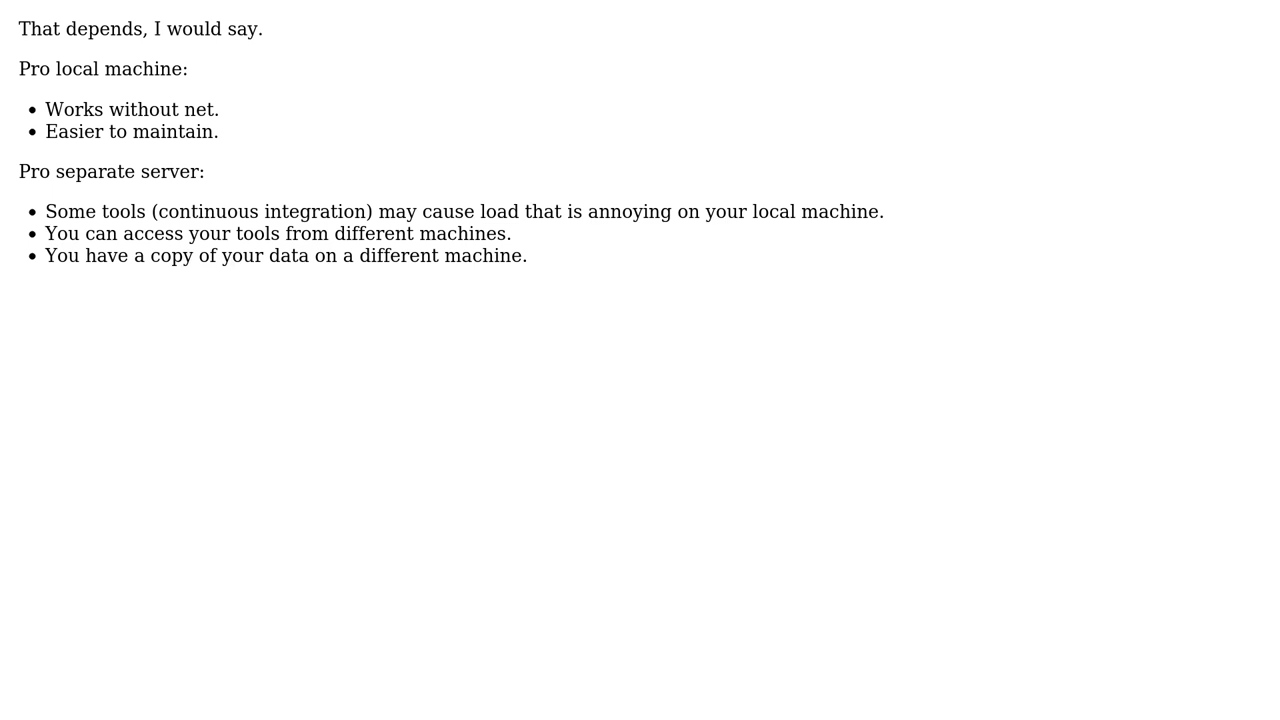 That depends, I would say.
Pro local machine:
• Works without net.
• Easier to maintain.
Pro separate server:
• Some tools (continuous integration) may cause load that is annoying on your local machine.
• You can access your tools from different machines.
• You have a copy of your data on a different machine.